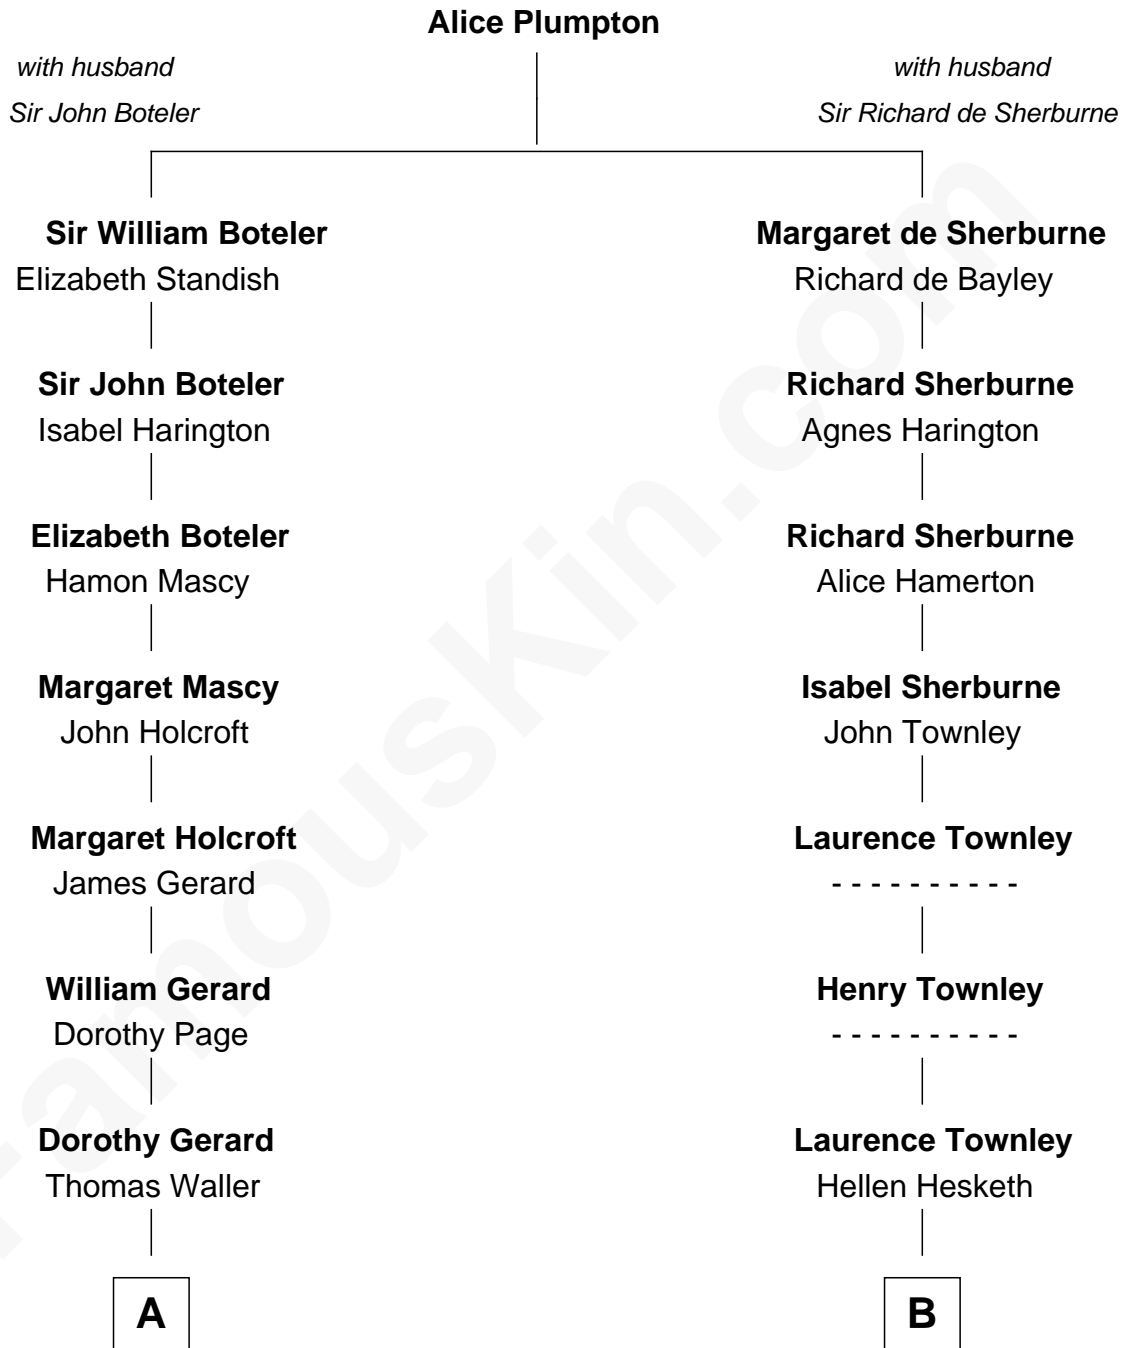 Alice Plumpton
with husband
Sir John Boteler
with husband
Sir Richard de Sherburne
Sir William Boteler
Elizabeth Standish
Margaret de Sherburne
Richard de Bayley
Sir John Boteler
Isabel Harington
Richard Sherburne
Agnes Harington
Elizabeth Boteler
Hamon Mascy
Richard Sherburne
Alice Hamerton
Margaret Mascy
John Holcroft
Isabel Sherburne
John Townley
Margaret Holcroft
James Gerard
Laurence Townley
- - - - - - - - - -
William Gerard
Dorothy Page
Henry Townley
- - - - - - - - - -
Dorothy Gerard
Thomas Waller
Laurence Townley
Hellen Hesketh
A
B
FamousKin.com